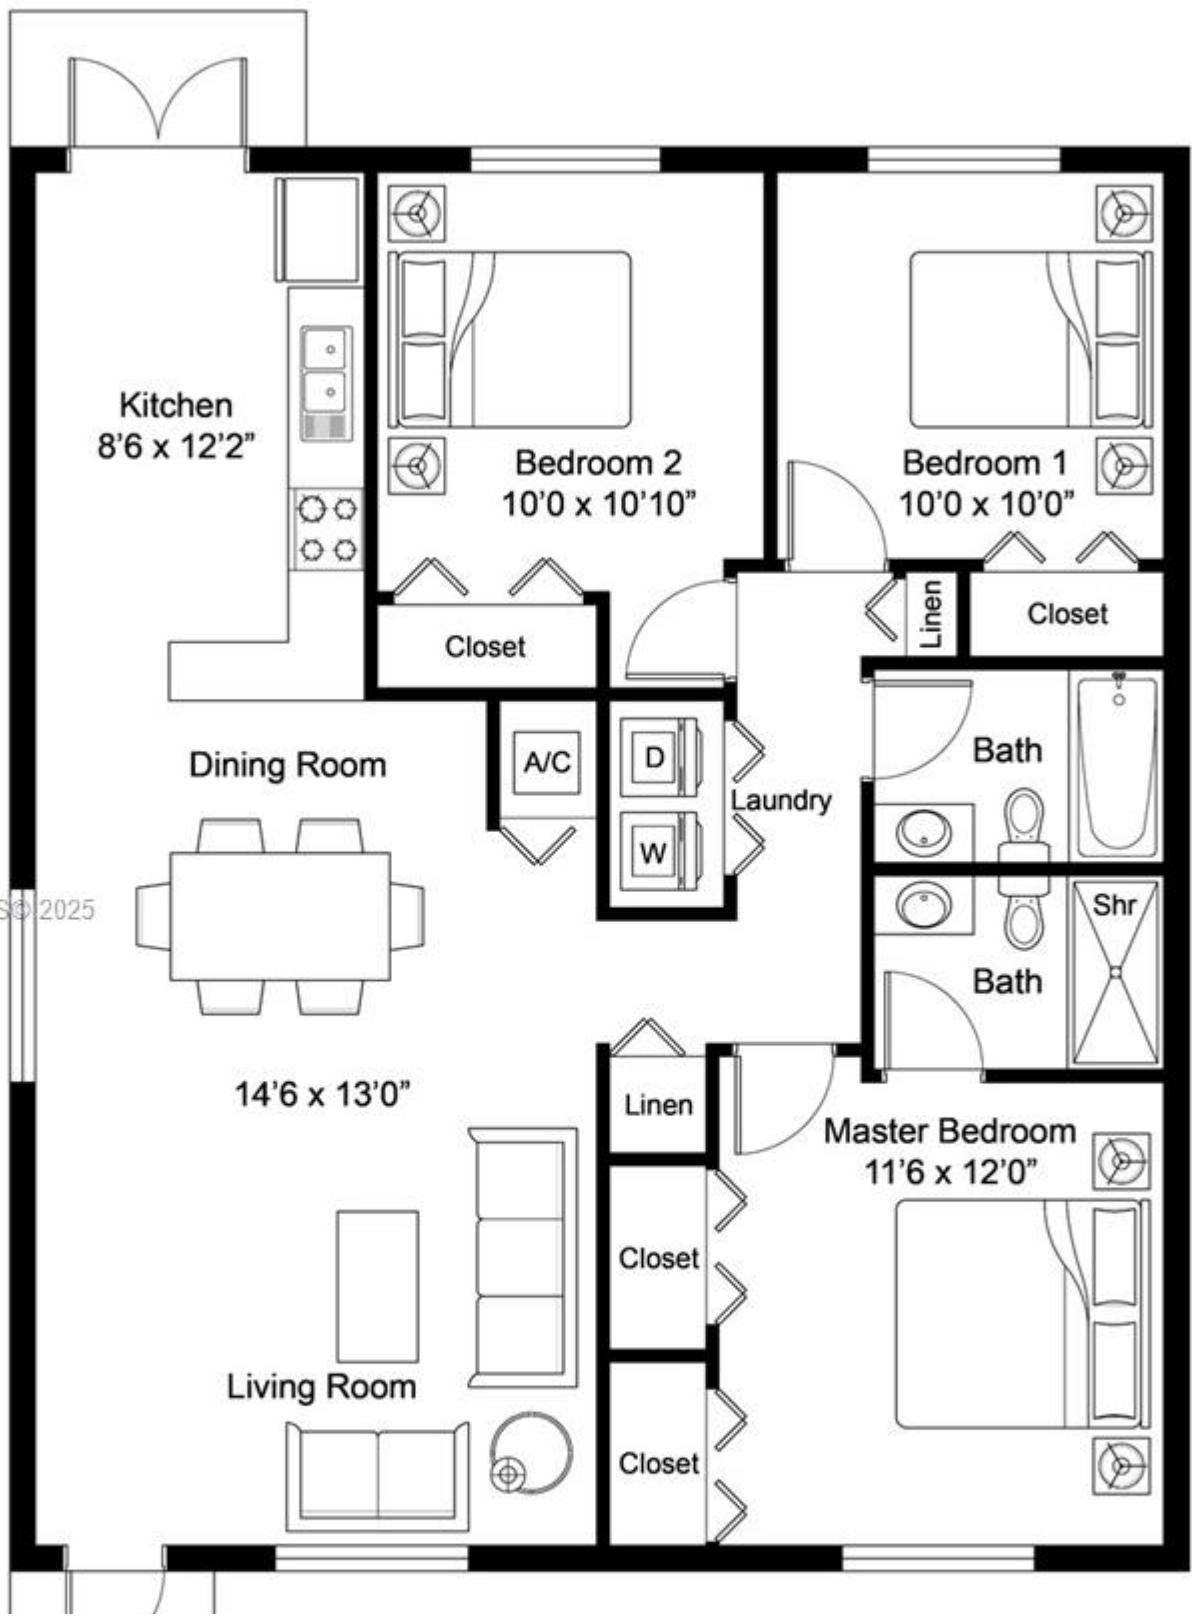 Kitchen
8'6 x 12'2”
Bedroom 2
10'0 x 10'10”
Bedroom 1
10'0 x 10'0”
Closet
Linen
Closet
Dining Room
A/C
D
W
Laundry
Bath
S© 2025
Shr
Bath
14'6 x 13'0”
Linen
Master Bedroom
11'6 x 12'0”
Closet
Living Room
Closet